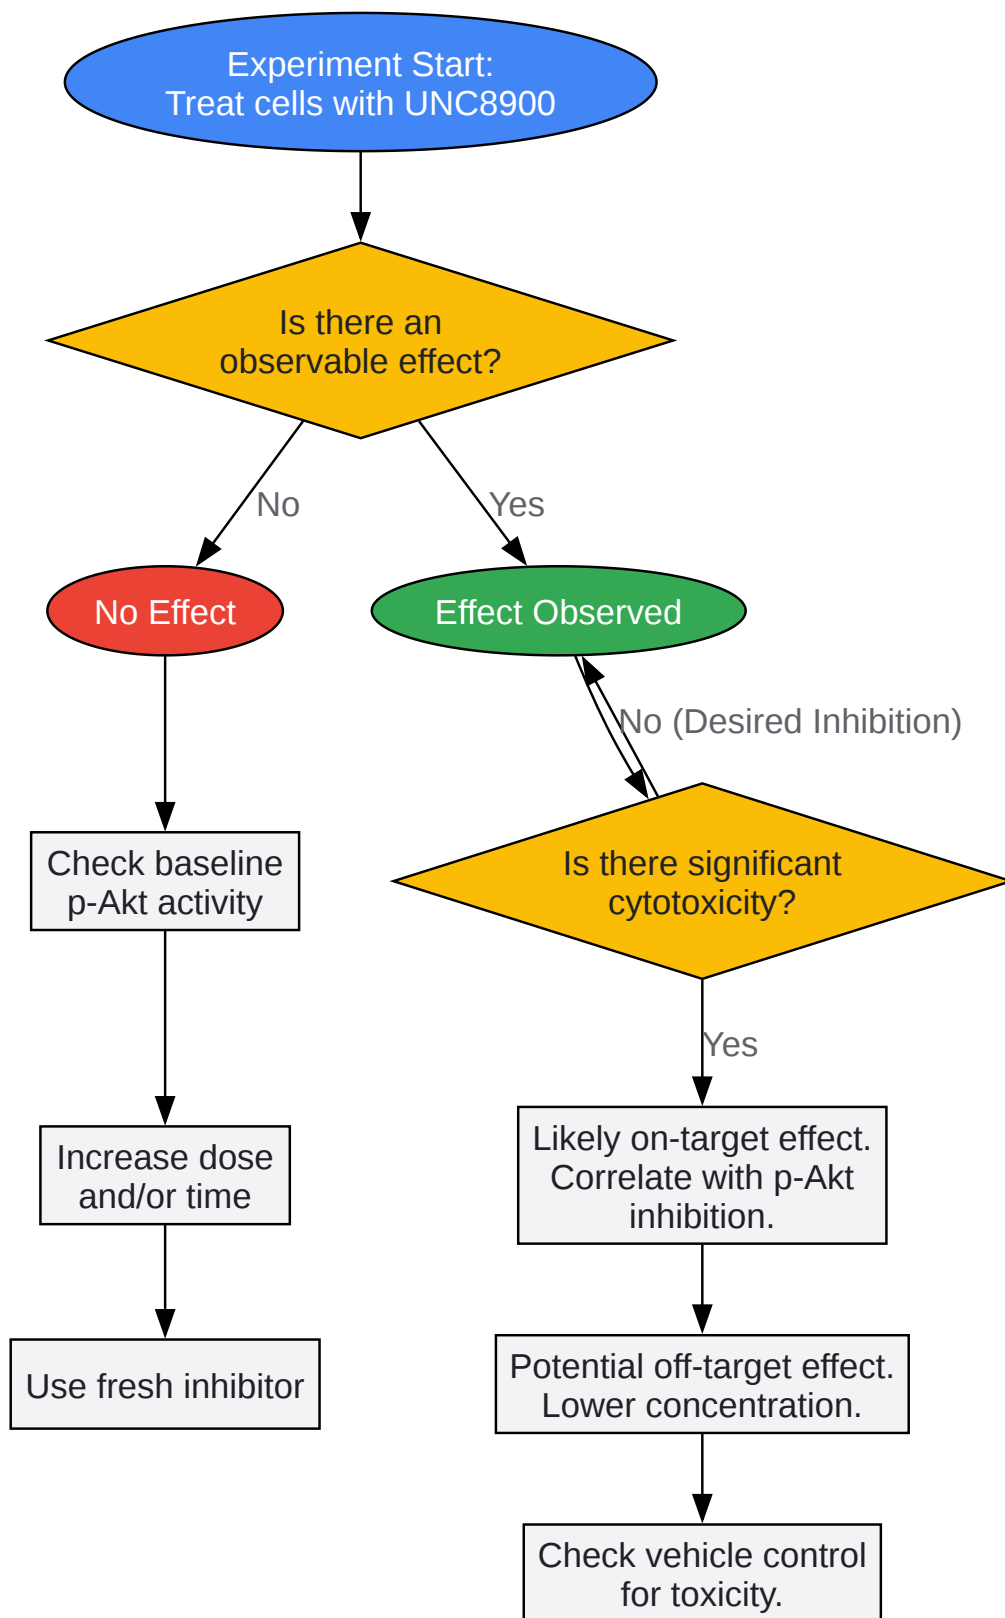 Experiment Start:
Treat cells with UNC8900
Is there an
observable effect?
No
Yes
No Effect
Effect Observed
No (Desired Inhibition)
Check baseline
p-Akt activity
Is there significant
cytotoxicity?
Yes
Increase dose
and/or time
Likely on-target effect.
Correlate with p-Akt
inhibition.
Use fresh inhibitor
Potential off-target effect.
Lower concentration.
Check vehicle control
for toxicity.